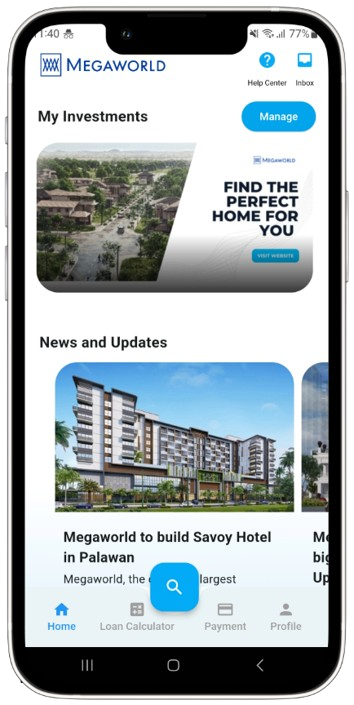 11:40
77%
MEGAWORLD
Help Center
Inbox
My Investments
Manage
MEGAWORLD
FIND THE
PERFECT
HOME FOR
YOU
VISIT WEBSITE
News and Updates
Megaworld to build Savoy Hotel
in Palawan
Megaworld, the largest
Me
big
Up
Home
Loan Calculator
Payment
Profile